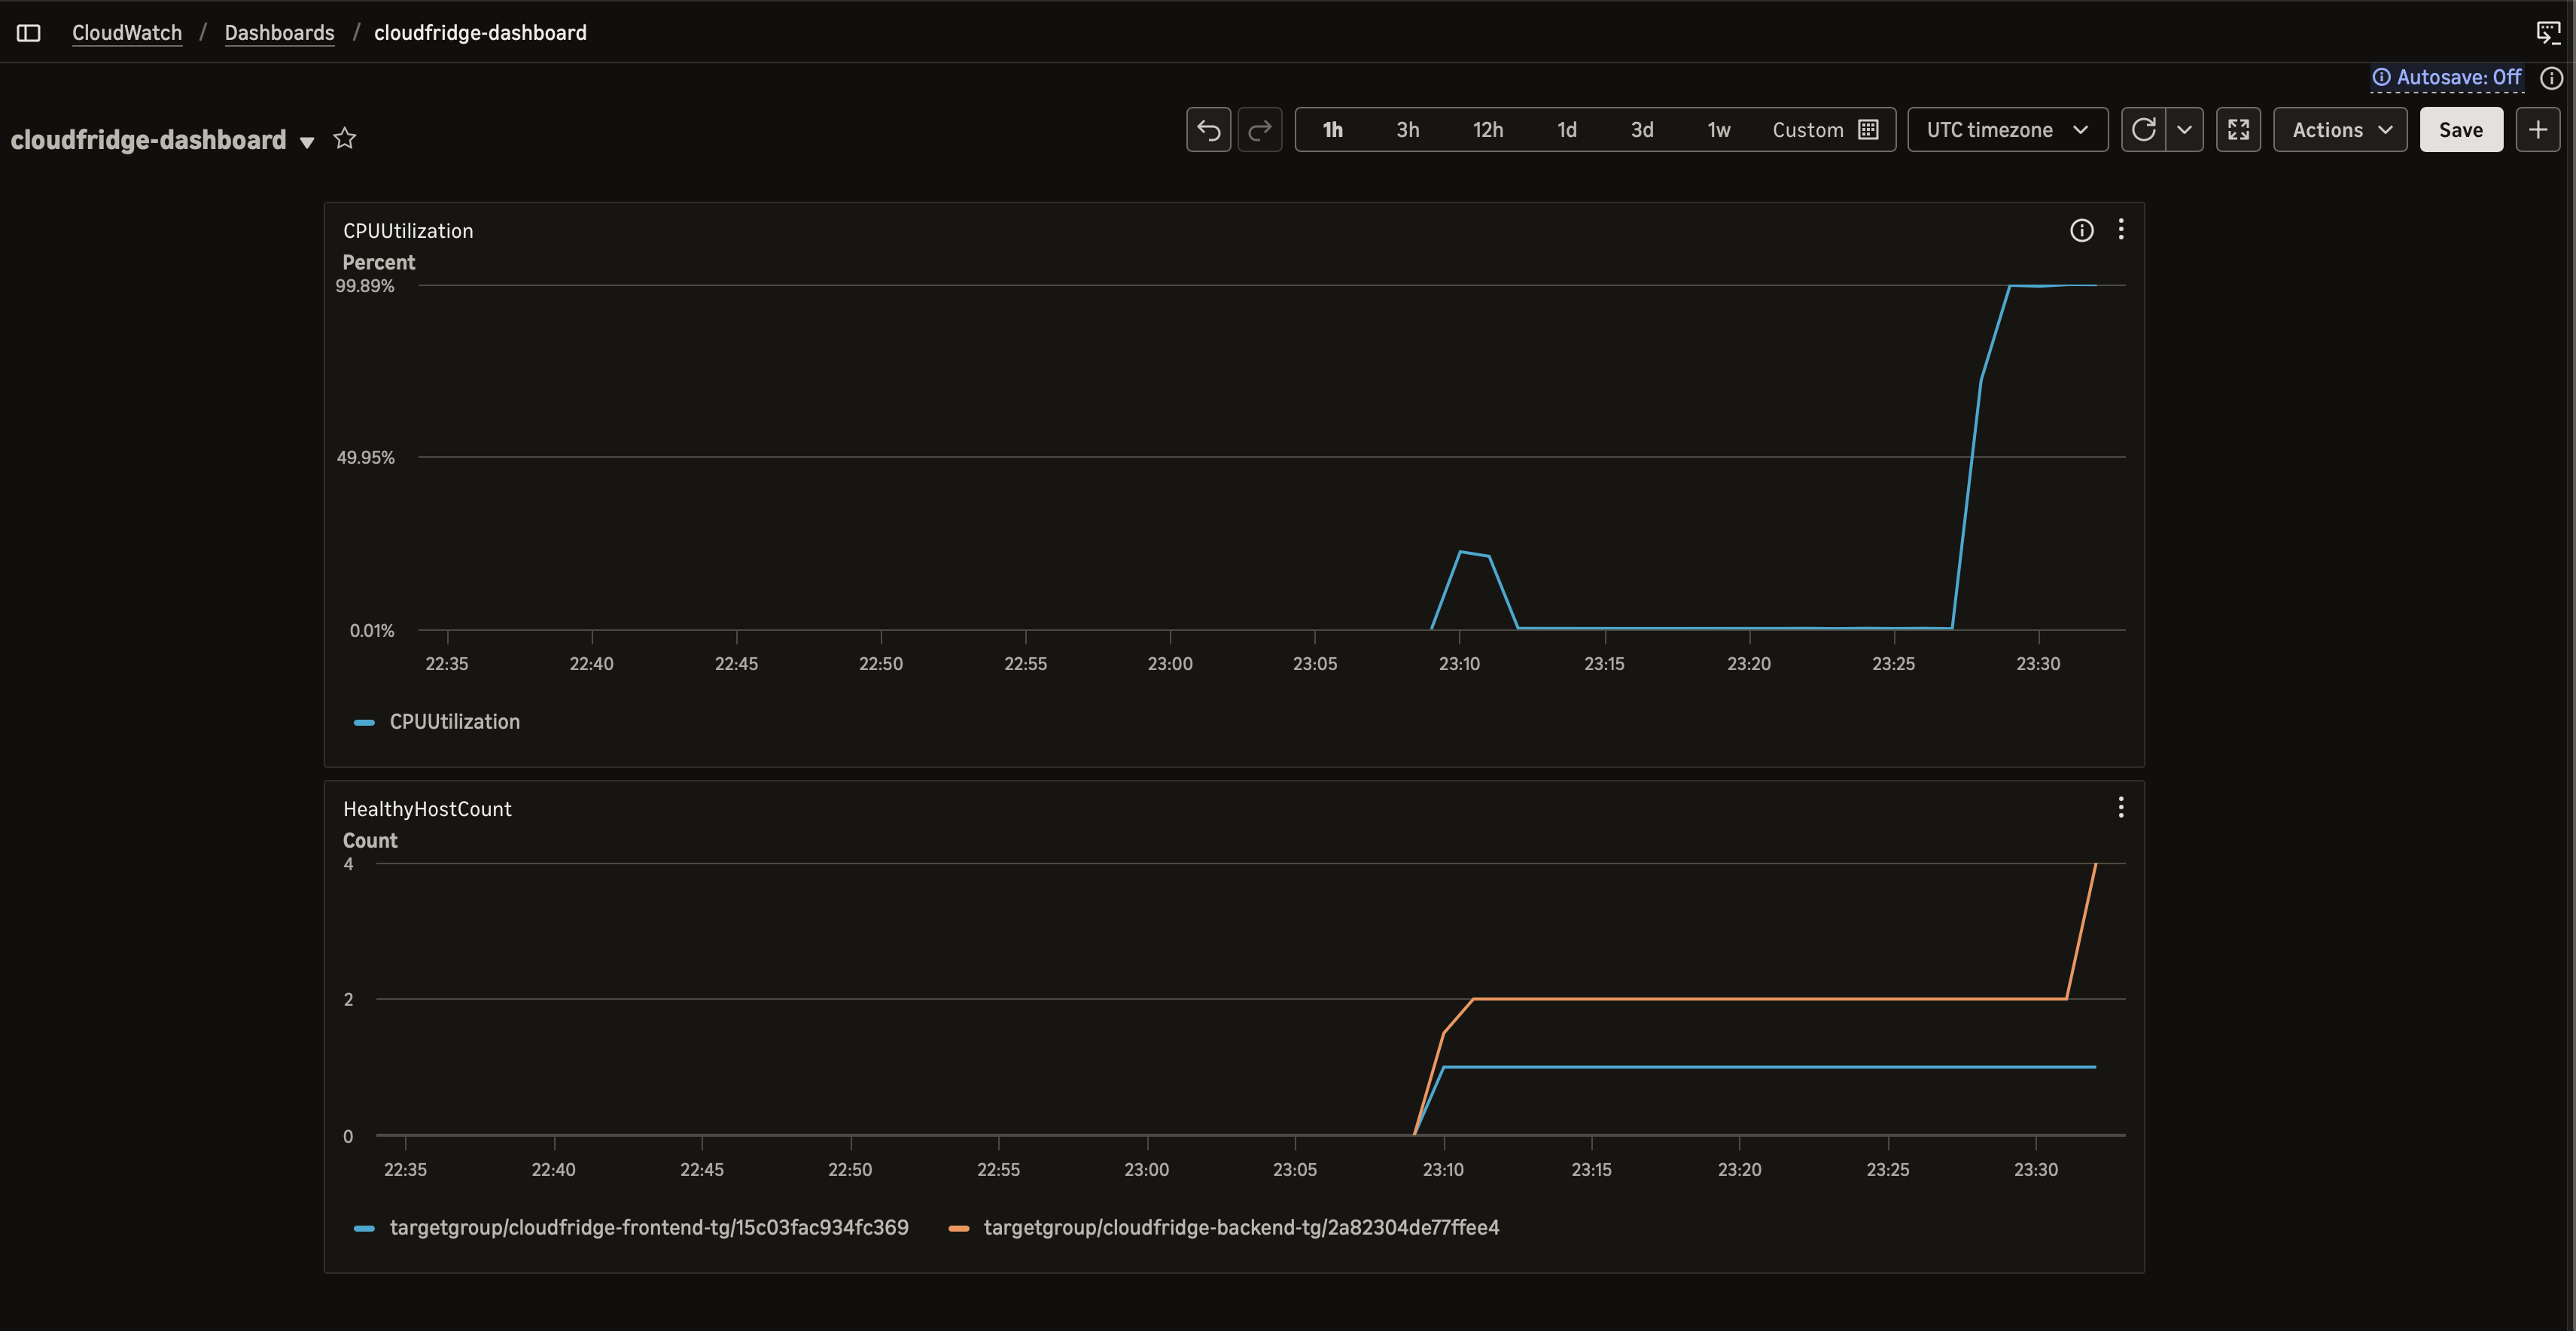 CloudWatch / Dashboards / cloudfridge-dashboard
Autosave: Off
cloudfridge-dashboard
1h 3h 12h 1d 3d 1w Custom UTC timezone Actions Save
CPUUtilization
Percent
99.89%
49.95%
0.01%
22:35 22:40 22:45 22:50 22:55 23:00 23:05 23:10 23:15 23:20 23:25 23:30
CPUUtilization
HealthyHostCount
Count
4
2
0
22:35 22:40 22:45 22:50 22:55 23:00 23:05 23:10 23:15 23:20 23:25 23:30
targetgroup/cloudfridge-frontend-tg/15c03fac934fc369 targetgroup/cloudfridge-backend-tg/2a82304de77ffee4